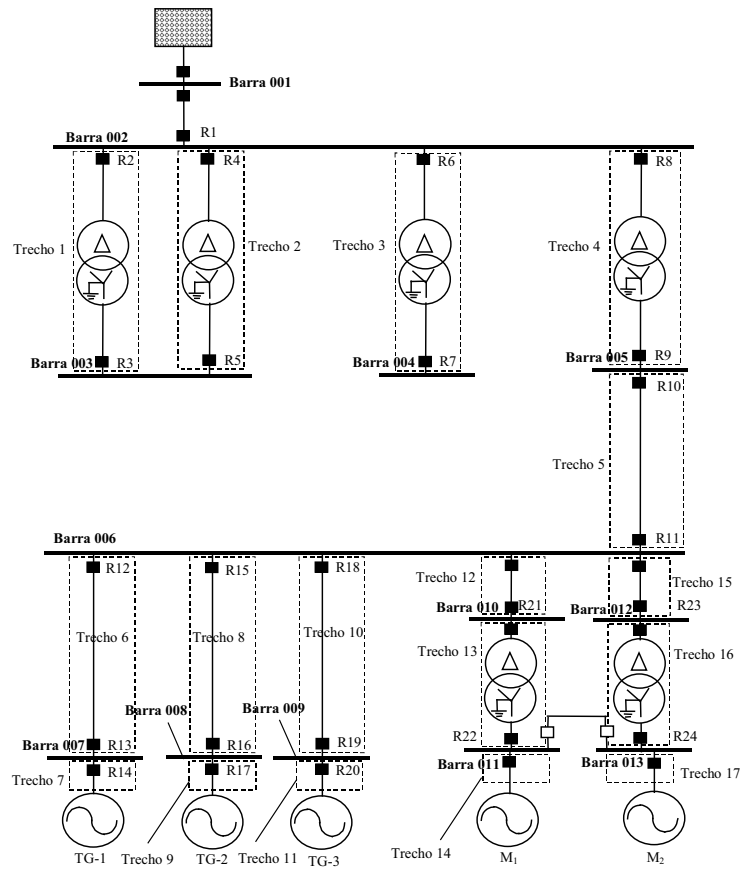 Barra 001
R1
Barra 002
R2
R4
R6
R8
Trecho 1
Trecho 2
Trecho 3
Trecho 4
Barra 003
R3
R5
Barra 004
R7
Barra 005
R9
R10
Trecho 5
Barra 006
R11
R12
R15
R18
Trecho 12
Trecho 15
Barra 010
R21
Barra 012
R23
Trecho 6
Trecho 8
Trecho 10
Trecho 13
Trecho 16
Barra 008
Barra 009
Barra 007
R13
R16
R19
R22
R24
Trecho 7
R14
R17
R20
Barra 011
Barra 013
Trecho 17
TG-1
Trecho 9
TG-2
Trecho 11
TG-3
Trecho 14
M1
M2